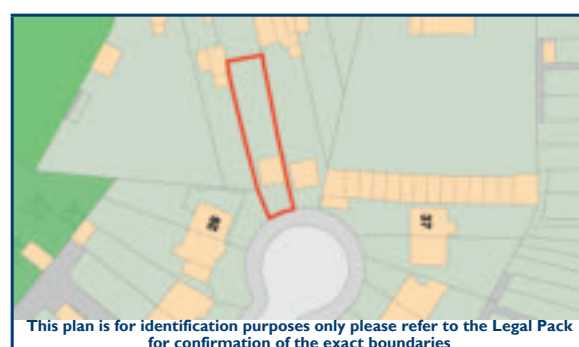 37
This plan is for identification purposes only please refer to the Legal Pack
for confirmation of the exact boundaries